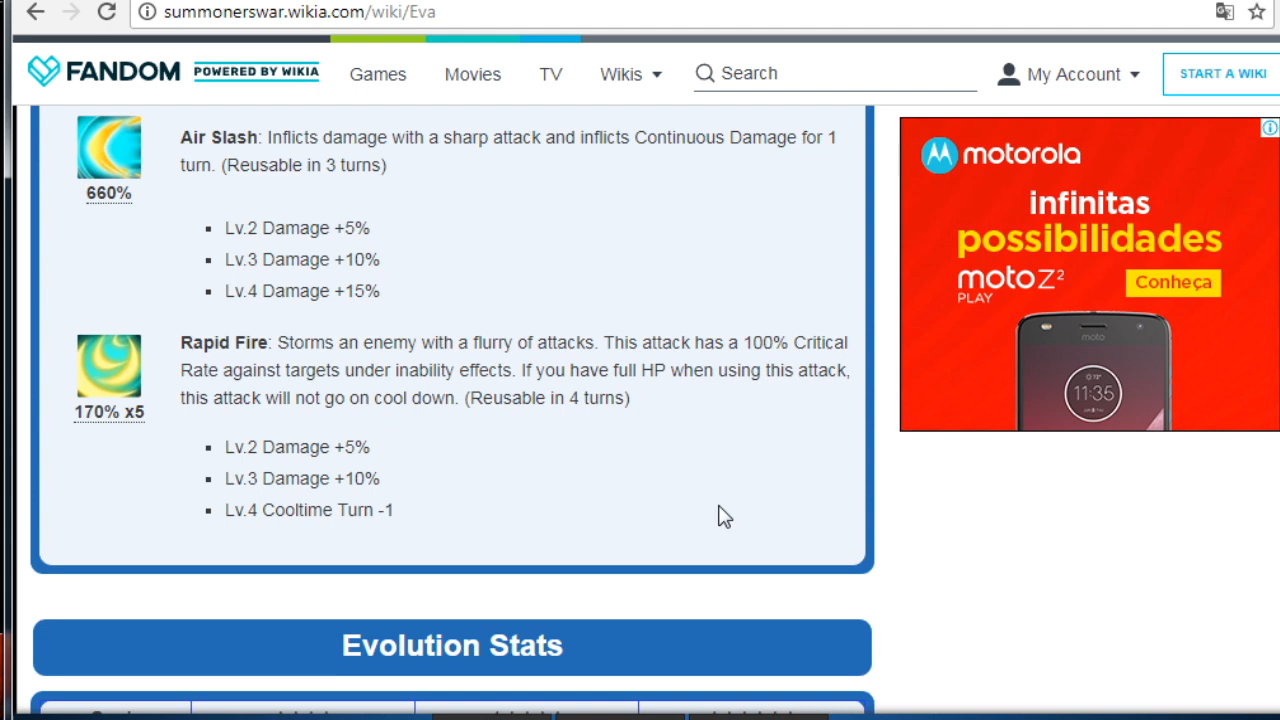 summonerswar.wikia.com/wiki/Eva
FANDOM POWERED BY WIKIA Games Movies TV Wikis Search My Account START A WIKI
Air Slash: Inflicts damage with a sharp attack and inflicts Continuous Damage for 1
turn. (Reusable in 3 turns)
660%
Lv.2 Damage +5%
Lv.3 Damage +10%
Lv.4 Damage +15%
Rapid Fire: Storms an enemy with a flurry of attacks. This attack has a 100% Critical
Rate against targets under inability effects. If you have full HP when using this attack,
this attack will not go on cool down. (Reusable in 4 turns)
170% x5
Lv.2 Damage +5%
Lv.3 Damage +10%
Lv.4 Cooltime Turn -1
Evolution Stats
motorola
infinitas
possibilidades
moto z²
PLAY
Conheça
moto
11:35